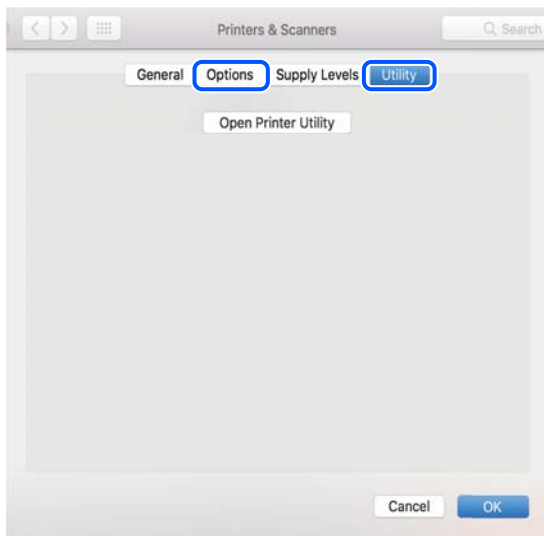 Printers & Scanners Search
General Options Supply Levels Utility
Open Printer Utility
Cancel OK